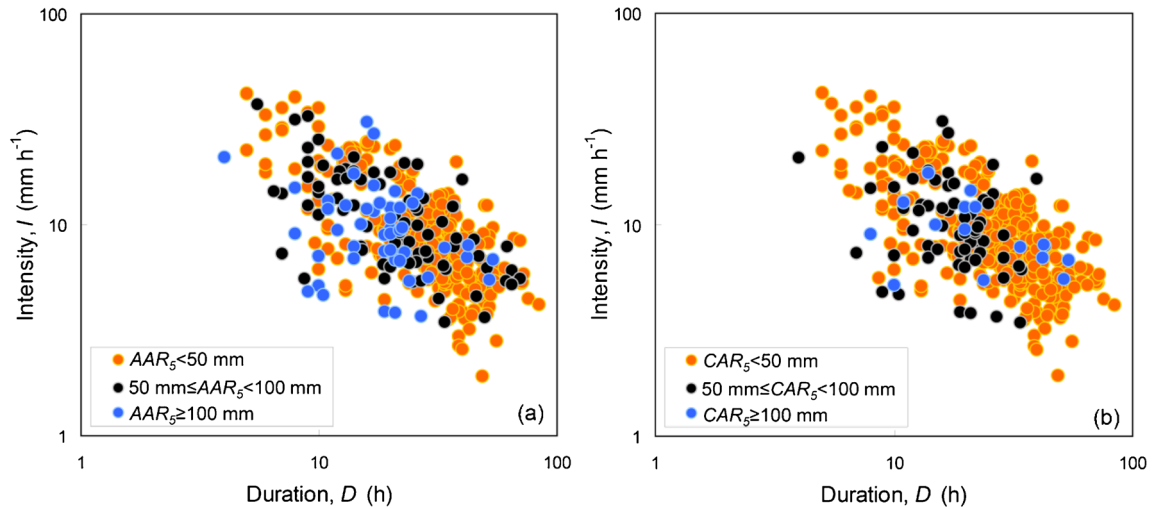 100
10
1
Intensity, I (mm h⁻¹)
AAR₅<50 mm
50 mm≤AAR₅<100 mm
AAR₅≥100 mm
(a)
1
10
100
Duration, D (h)
100
10
1
Intensity, I (mm h⁻¹)
CAR₅<50 mm
50 mm≤CAR₅<100 mm
CAR₅≥100 mm
(b)
1
10
100
Duration, D (h)